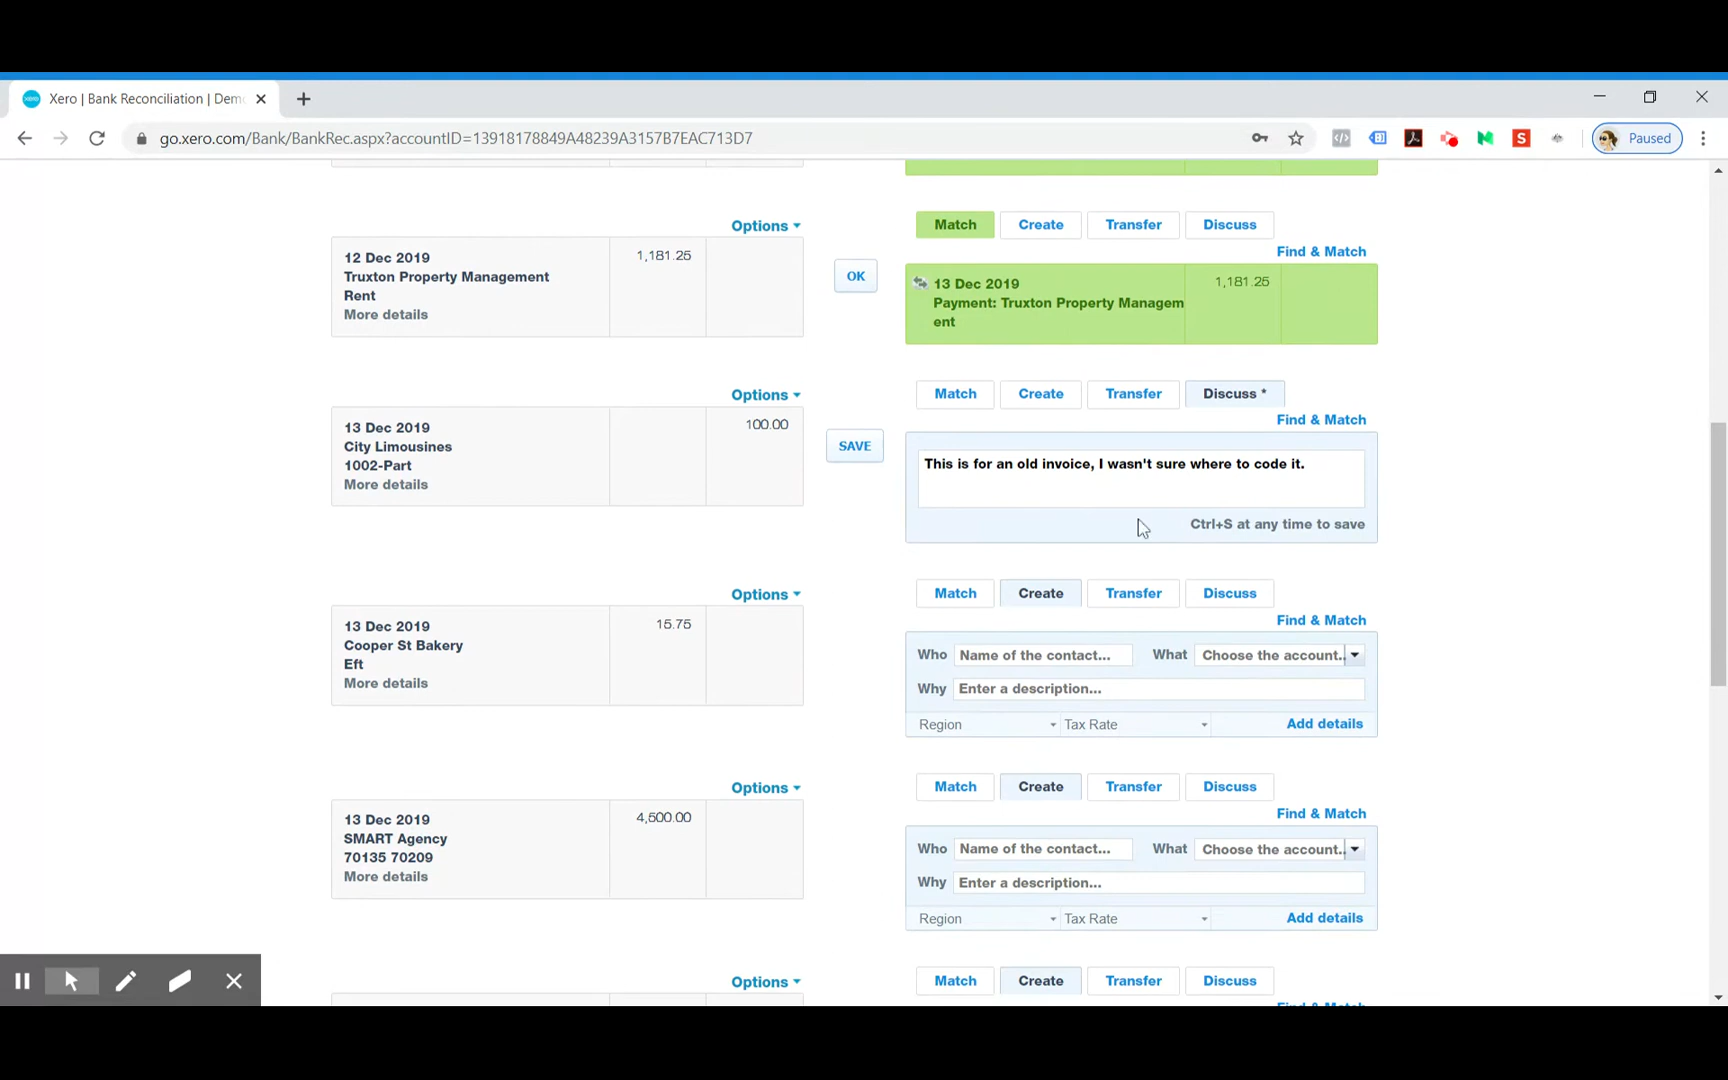 Xero | Bank Reconciliation | Dem
go.xero.com/Bank/BankRec.aspx?accountID=13918178849A48239A3157B7EAC713D7
Paused
Options
Match Create Transfer Discuss
Find & Match
12 Dec 2019
Truxton Property Management
Rent
More details
1,181.25
OK
13 Dec 2019
Payment: Truxton Property Managem
ent
1,181.25
Options
Match Create Transfer Discuss *
Find & Match
13 Dec 2019
City Limousines
1002-Part
More details
100.00
SAVE
This is for an old invoice, I wasn't sure where to code it.
Ctrl+S at any time to save
Options
Match Create Transfer Discuss
Find & Match
13 Dec 2019
Cooper St Bakery
Eft
More details
15.75
Who Name of the contact... What Choose the account..
Why Enter a description...
Region Tax Rate Add details
Options
Match Create Transfer Discuss
Find & Match
13 Dec 2019
SMART Agency
70135 70209
More details
4,500.00
Who Name of the contact... What Choose the account..
Why Enter a description...
Region Tax Rate Add details
Options
Match Create Transfer Discuss
Find & Match